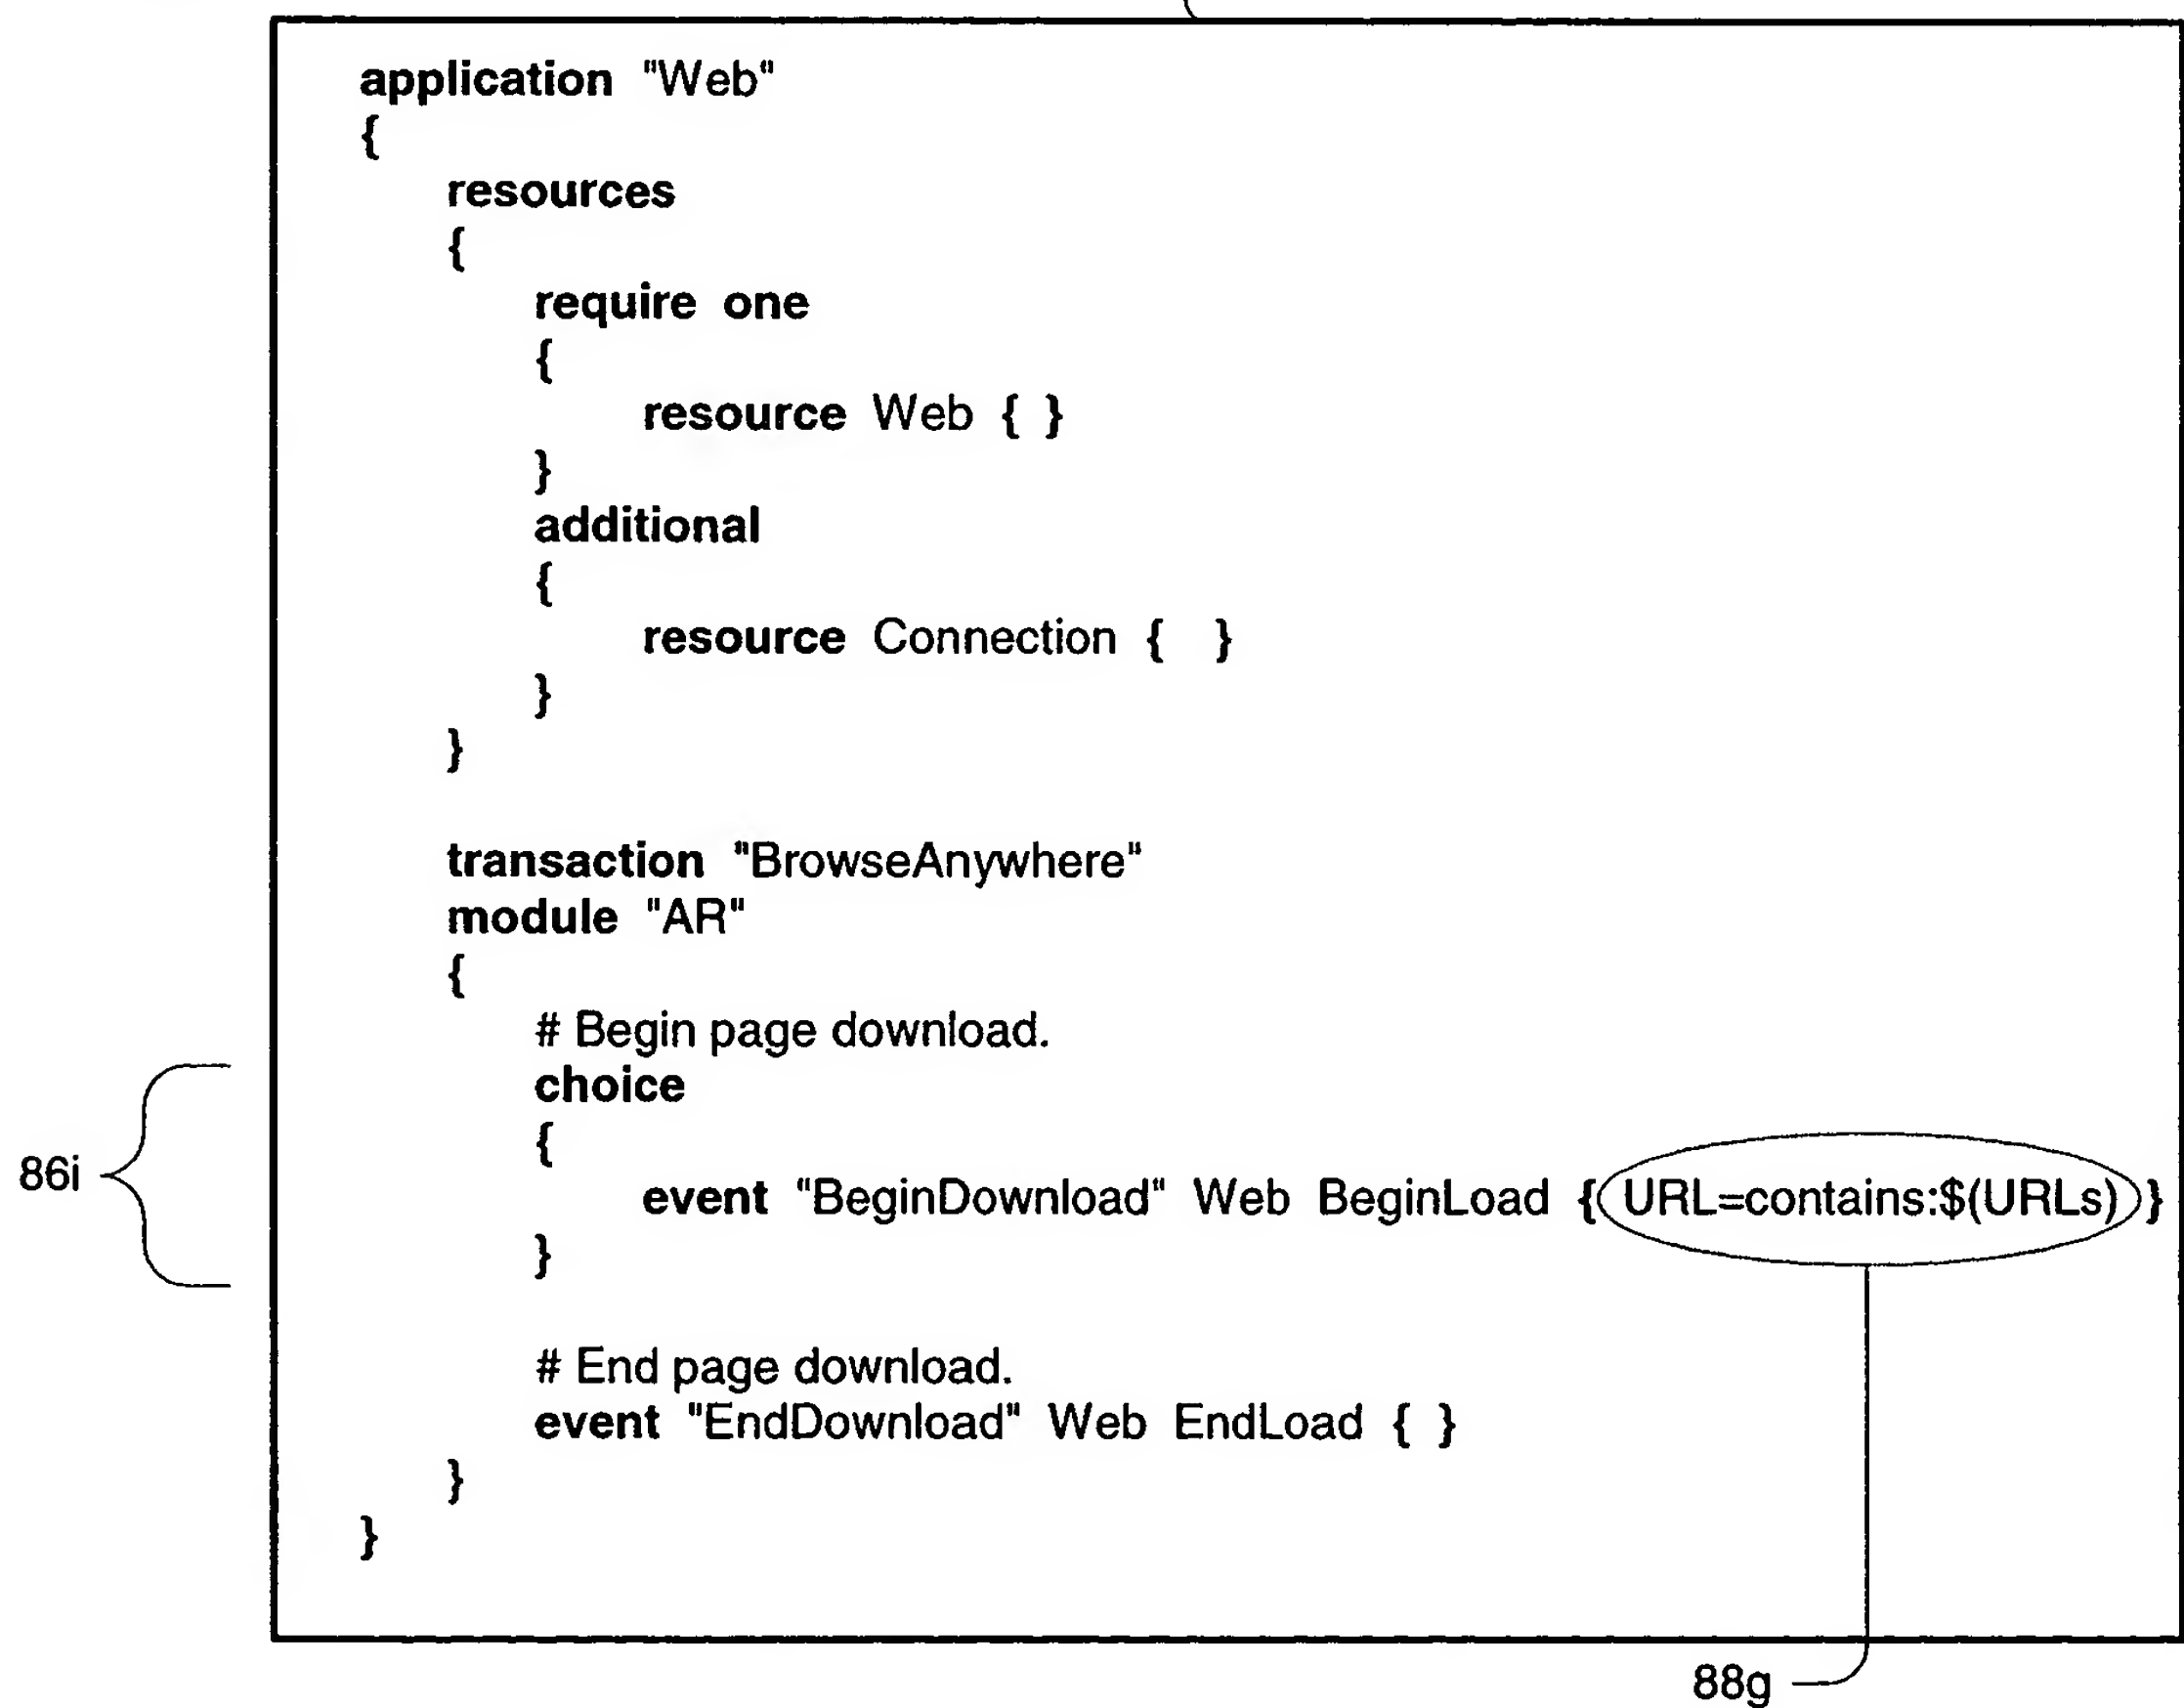 application "Web"
{
resources
{
require one
{
resource Web { }
}
additional
{
resource Connection { }
}
}
transaction "BrowseAnywhere"
module "AR"
{
# Begin page download.
choice
{
86i
event "BeginDownload" Web BeginLoad { URL=contains:$(URLs) }
}
# End page download.
event "EndDownload" Web EndLoad { }
}
}
88g